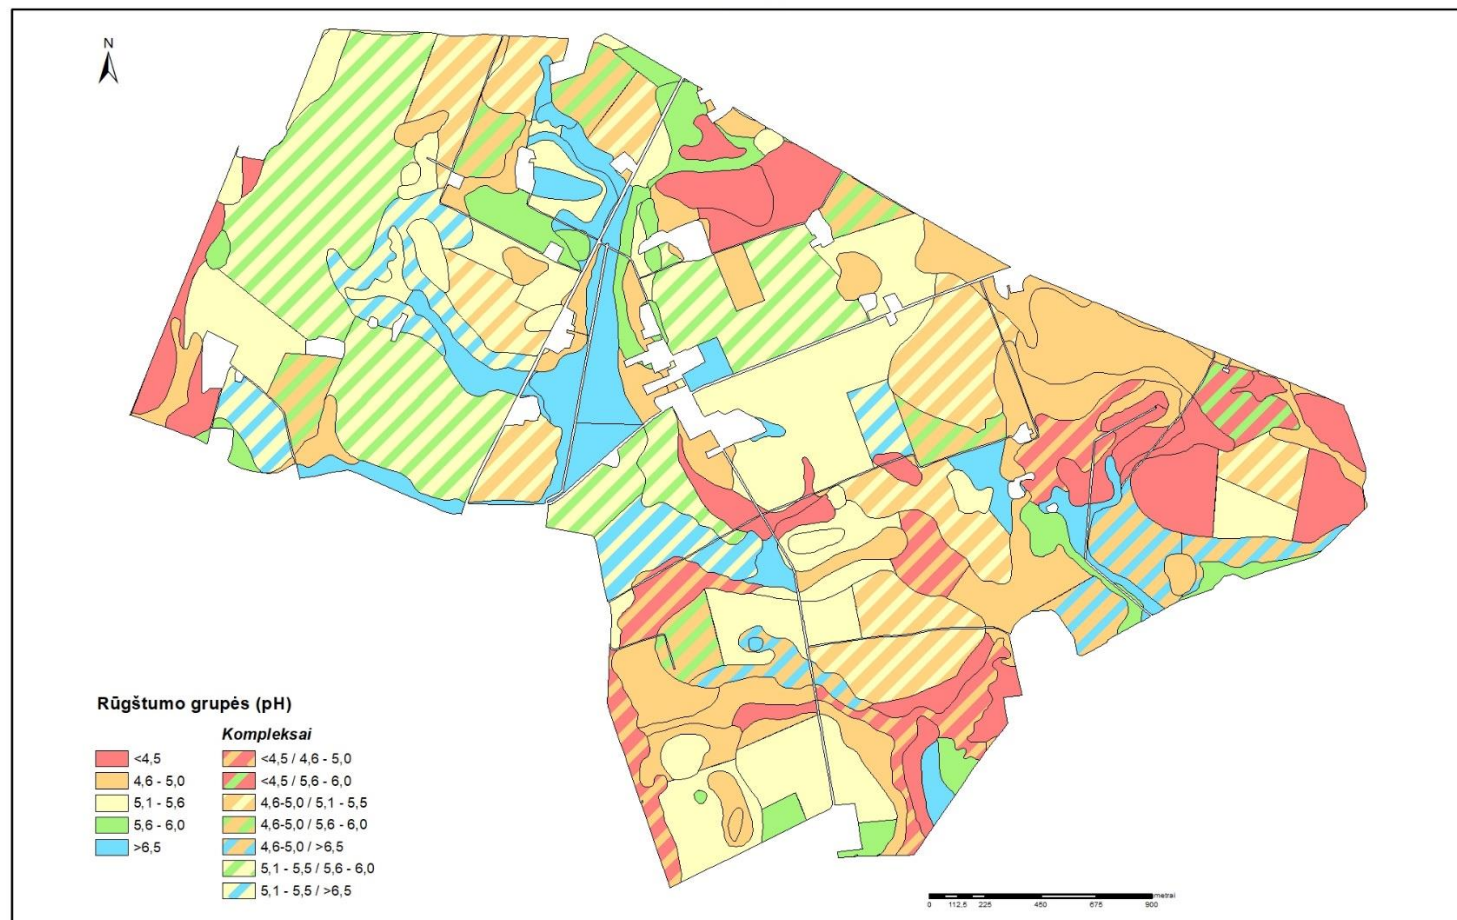 N
Rūgštumo grupės (pH)
Kompleksai
<4,5
4,6 - 5,0
5,1 - 5,6
5,6 - 6,0
>6,5
<4,5 / 4,6 - 5,0
<4,5 / 5,6 - 6,0
4,6-5,0 / 5,1 - 5,5
4,6-5,0 / 5,6 - 6,0
4,6-5,0 / >6,5
5,1 - 5,5 / 5,6 - 6,0
5,1 - 5,5 / >6,5
metrai
0 112,5 225 450 675 900